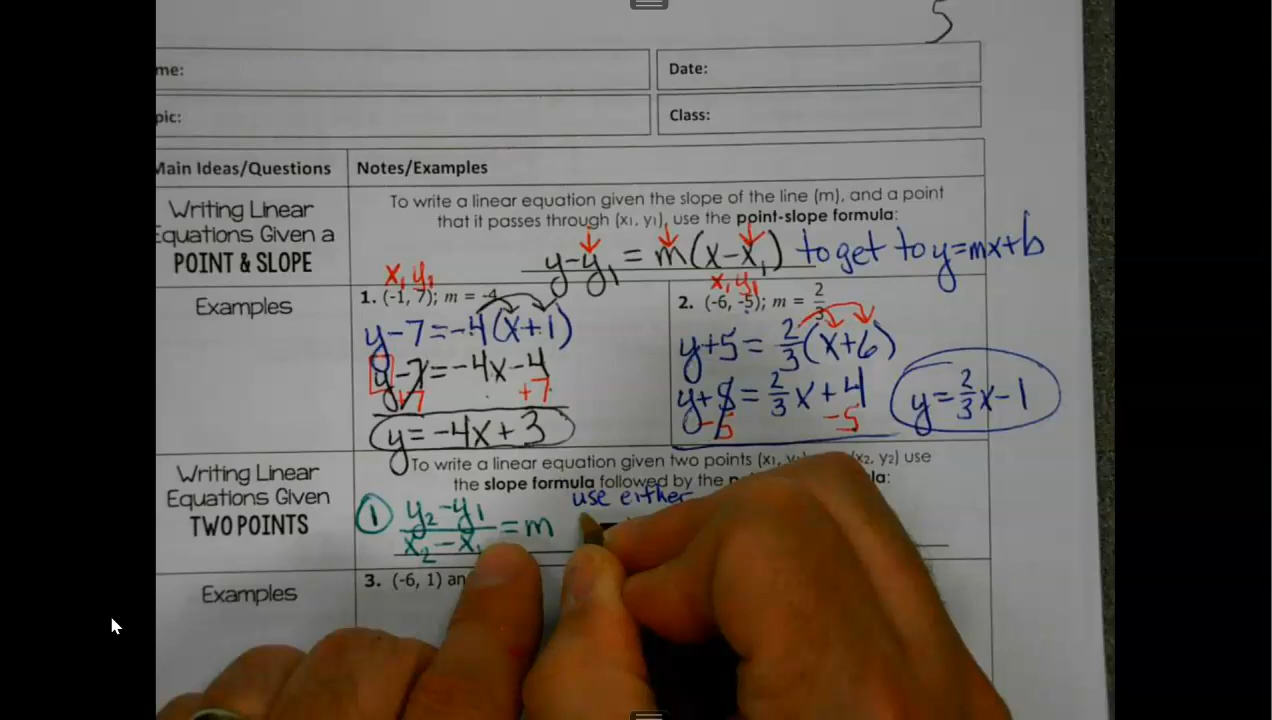 5
me:
Date:
pic:
Class:
Main Ideas/Questions
Notes/Examples
Writing Linear
Equations Given a
POINT & SLOPE
To write a linear equation given the slope of the line (m), and a point
that it passes through (x₁, y₁), use the point-slope formula:
y-y₁ = m(x-x₁) to get to y=mx+b
Examples
x₁ y₁
1. (-1, 7); m = -4
y-7=-4(x+1)
y-7=-4x-4
+7 +7
y=-4x+3
x₁ y₁
2. (-6, -5); m = 2/3
y+5= 2/3(x+6)
y+5=2/3x+4
-5 -5
y=2/3x-1
Writing Linear
Equations Given
TWO POINTS
To write a linear equation given two points (x₁, y₁) (x₂, y₂) use
the slope formula followed by the
use either
1 y₂-y₁/x₂-x₁ = m
Examples
3. (-6, 1) an